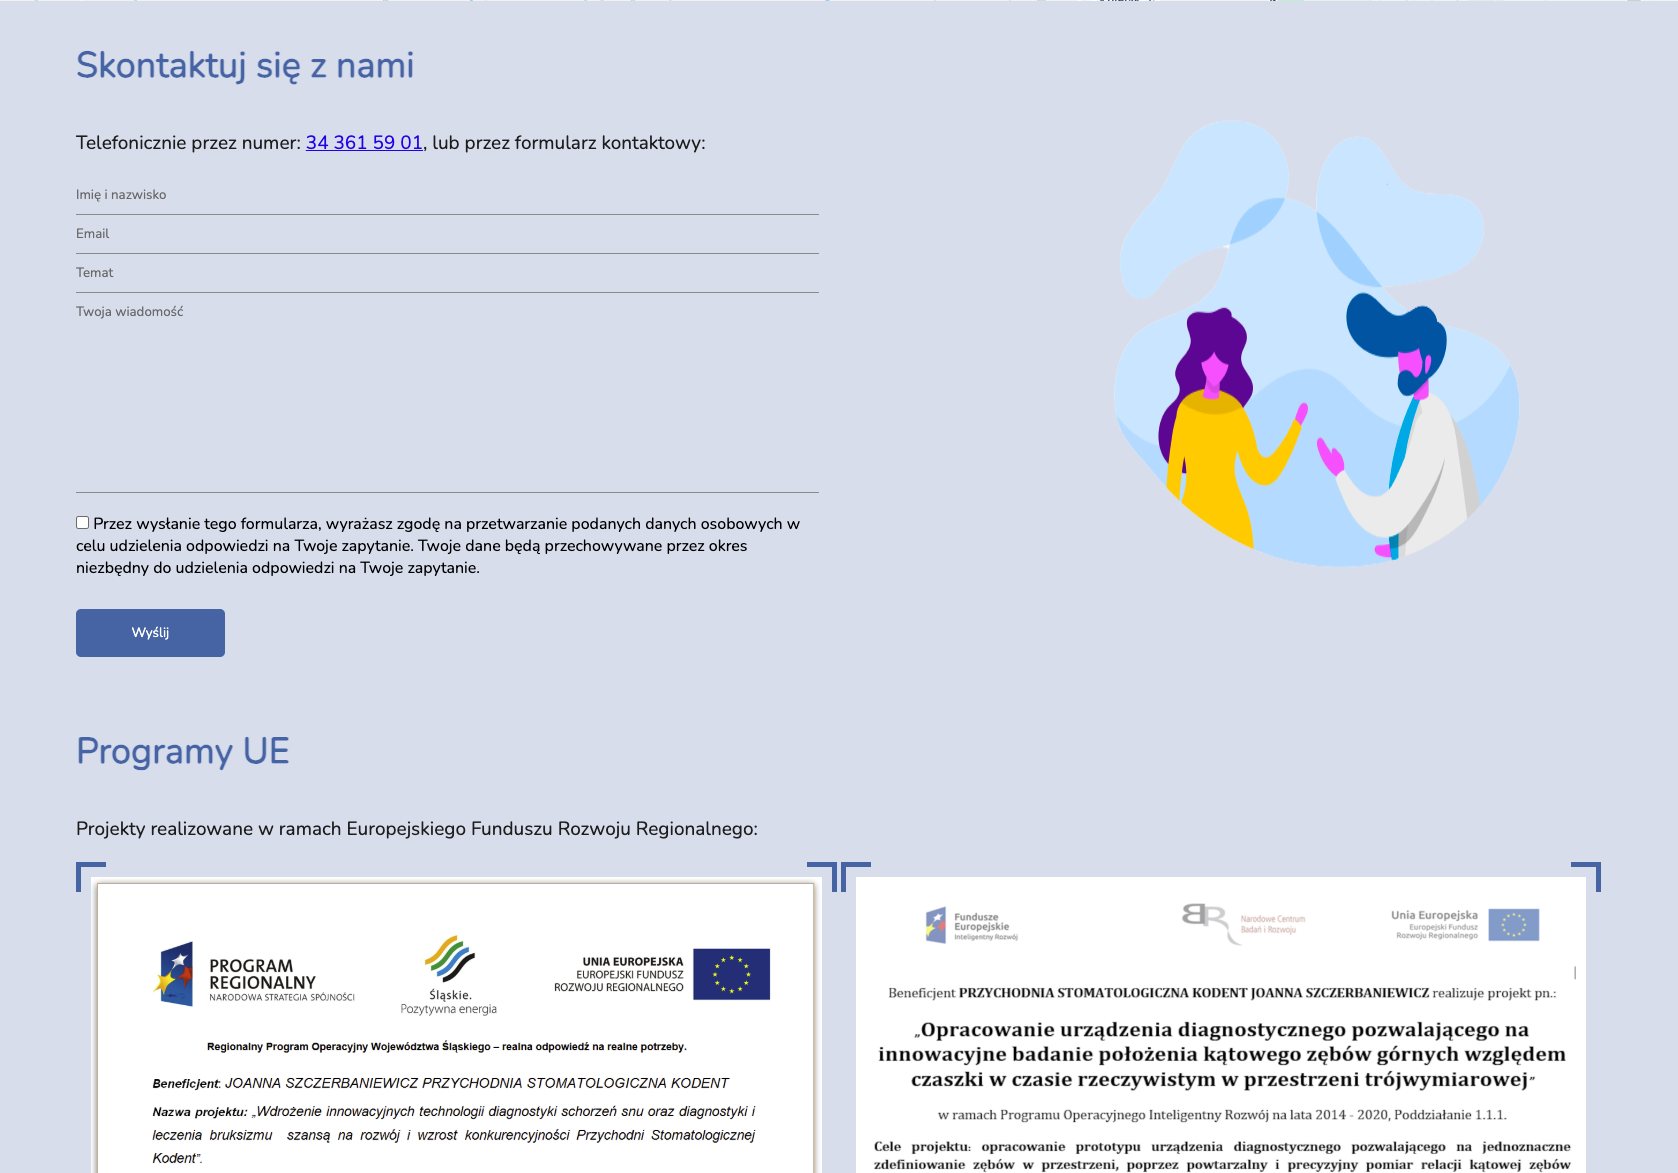 Skontaktuj się z nami
Telefonicznie przez numer: 34 361 59 01, lub przez formularz kontaktowy:
Imię i nazwisko
Email
Temat
Twoja wiadomość
Przez wysłanie tego formularza, wyrażasz zgodę na przetwarzanie podanych danych osobowych w
celu udzielenia odpowiedzi na Twoje zapytanie. Twoje dane będą przechowywane przez okres
niezbędny do udzielenia odpowiedzi na Twoje zapytanie.
Wyślij
Programy UE
Projekty realizowane w ramach Europejskiego Funduszu Rozwoju Regionalnego:
PROGRAM
REGIONALNY
NARODOWA STRATEGIA SPÓJNOŚCI
Śląskie.
Pozytywna energia
UNIA EUROPEJSKA
EUROPEJSKI FUNDUSZ
ROZWOJU REGIONALNEGO
Regionalny Program Operacyjny Województwa Śląskiego – realna odpowiedź na realne potrzeby.
Beneficjent: JOANNA SZCZERBANIEWICZ PRZYCHODNIA STOMATOLOGICZNA KODENT
Nazwa projektu: „Wdrożenie innowacyjnych technologii diagnostyki schorzeń snu oraz diagnostyki i
leczenia bruksizmu szansą na rozwój i wzrost konkurencyjności Przychodni Stomatologicznej
Kodent”.
Fundusze
Europejskie
Inteligentny Rozwój
BR
Narodowe Centrum
Badań i Rozwoju
Unia Europejska
Europejski Fundusz
Rozwoju Regionalnego
Beneficjent PRZYCHODNIA STOMATOLOGICZNA KODENT JOANNA SZCZERBANIEWICZ realizuje projekt pn.:
„Opracowanie urządzenia diagnostycznego pozwalającego na
innowacyjne badanie położenia kątowego zębów górnych względem
czaszki w czasie rzeczywistym w przestrzeni trójwymiarowej”
w ramach Programu Operacyjnego Inteligentny Rozwój na lata 2014 - 2020, Poddziałanie 1.1.1.
Cele projektu: opracowanie prototypu urządzenia diagnostycznego pozwalającego na jednoznaczne
zdefiniowanie zębów w przestrzeni, poprzez powtarzalny i precyzyjny pomiar relacji kątowej zębów